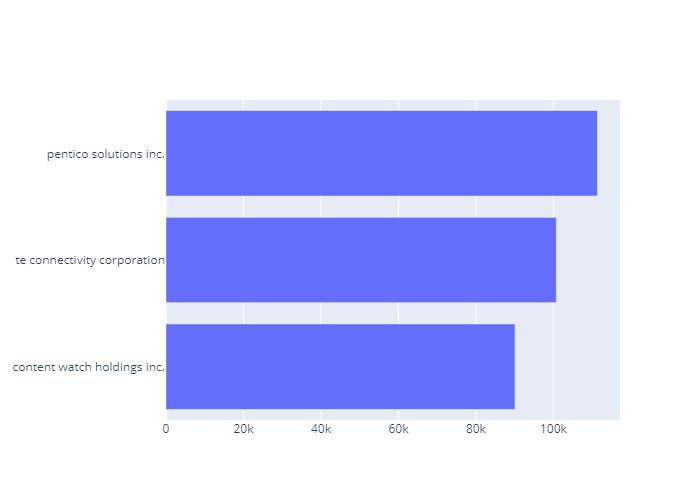 pentico solutions inc.
te connectivity corporation
content watch holdings inc.
0 20k 40k 60k 80k 100k